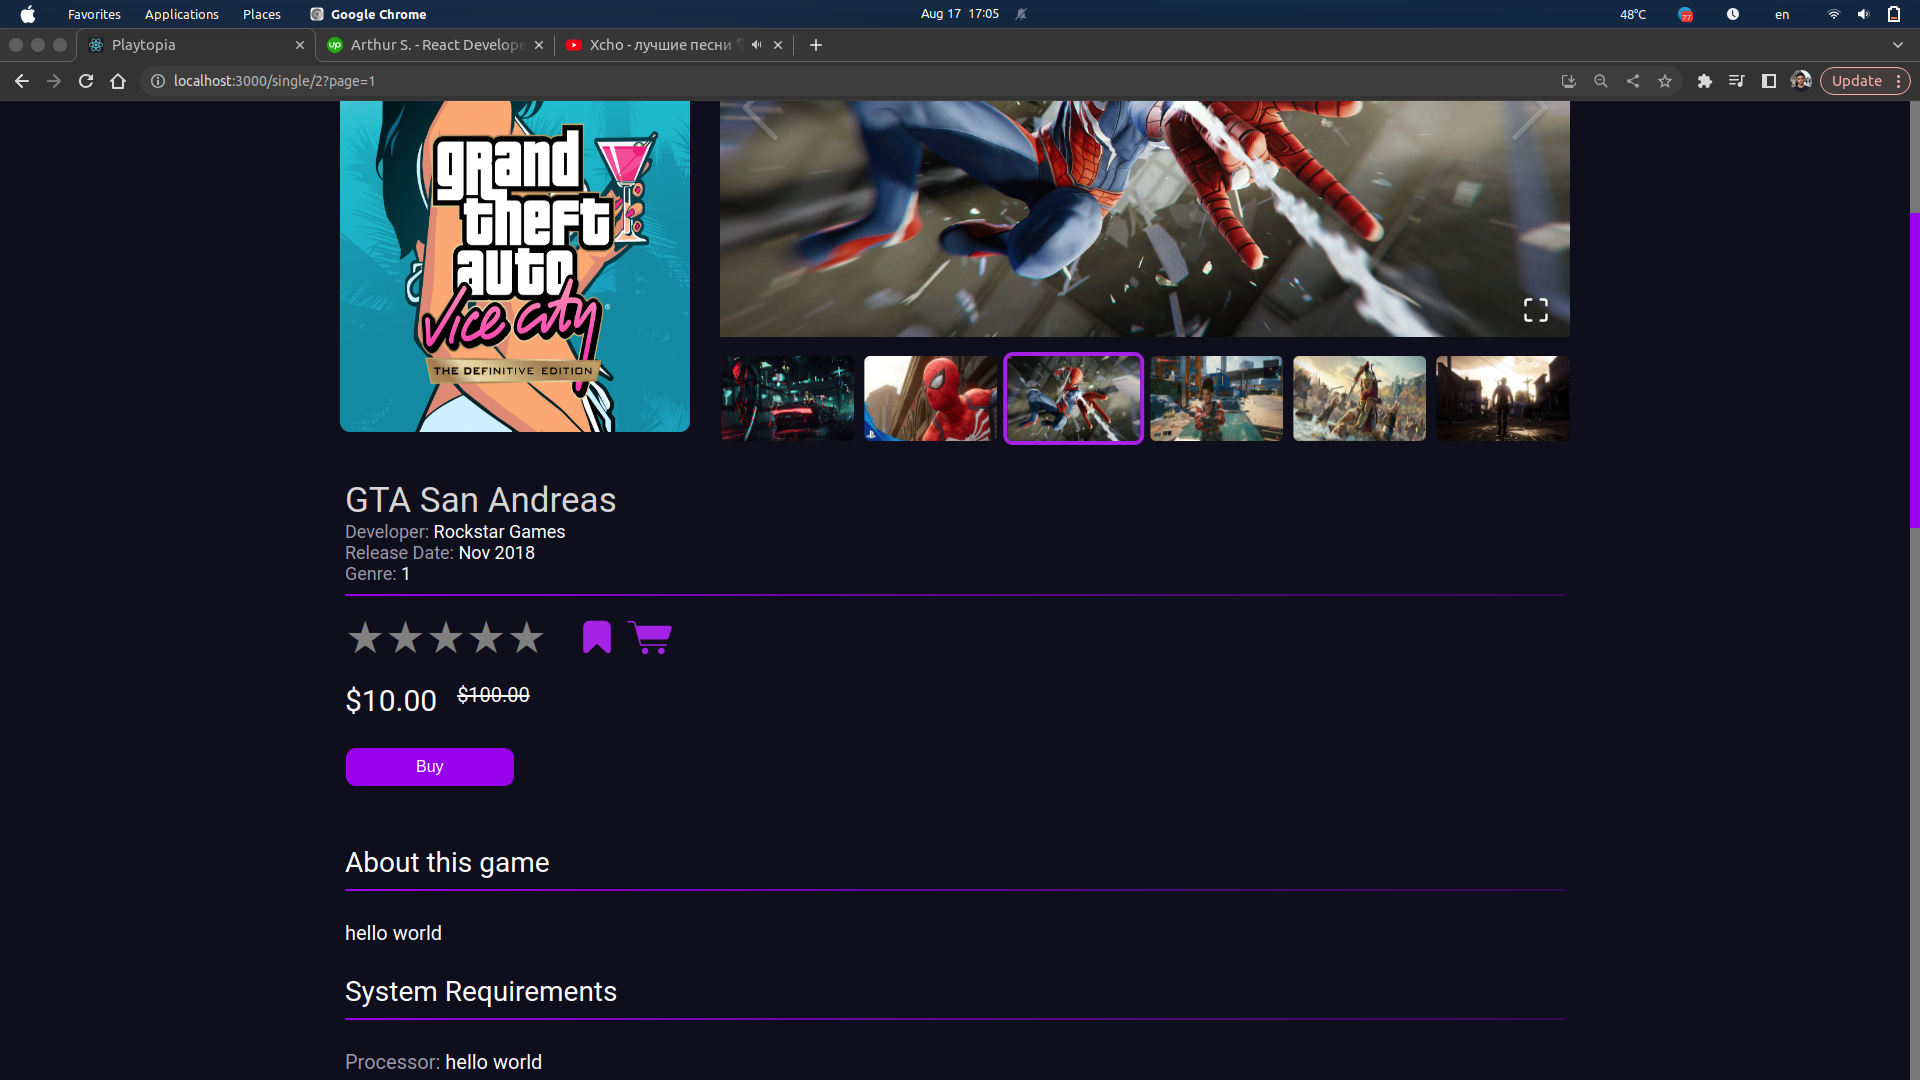 Favorites Applications Places Google Chrome Aug 17 17:05 48°C 77 en
Playtopia up Arthur S. - React Develope Xcho - лучшие песни
localhost:3000/single/2?page=1 Update
grand
theft
auto
Vice City
THE DEFINITIVE EDITION
GTA San Andreas
Developer: Rockstar Games
Release Date: Nov 2018
Genre: 1
$10.00 $100.00
Buy
About this game
hello world
System Requirements
Processor: hello world